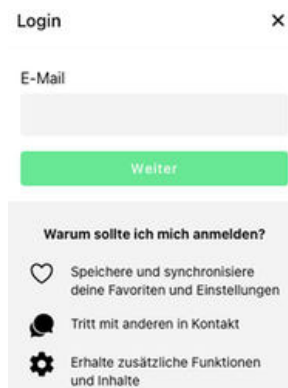 Login
E-Mail
Weiter
Warum sollte ich mich anmelden?
Speichere und synchronisiere
deine Favoriten und Einstellungen
Tritt mit anderen in Kontakt
Erhalte zusätzliche Funktionen
und Inhalte